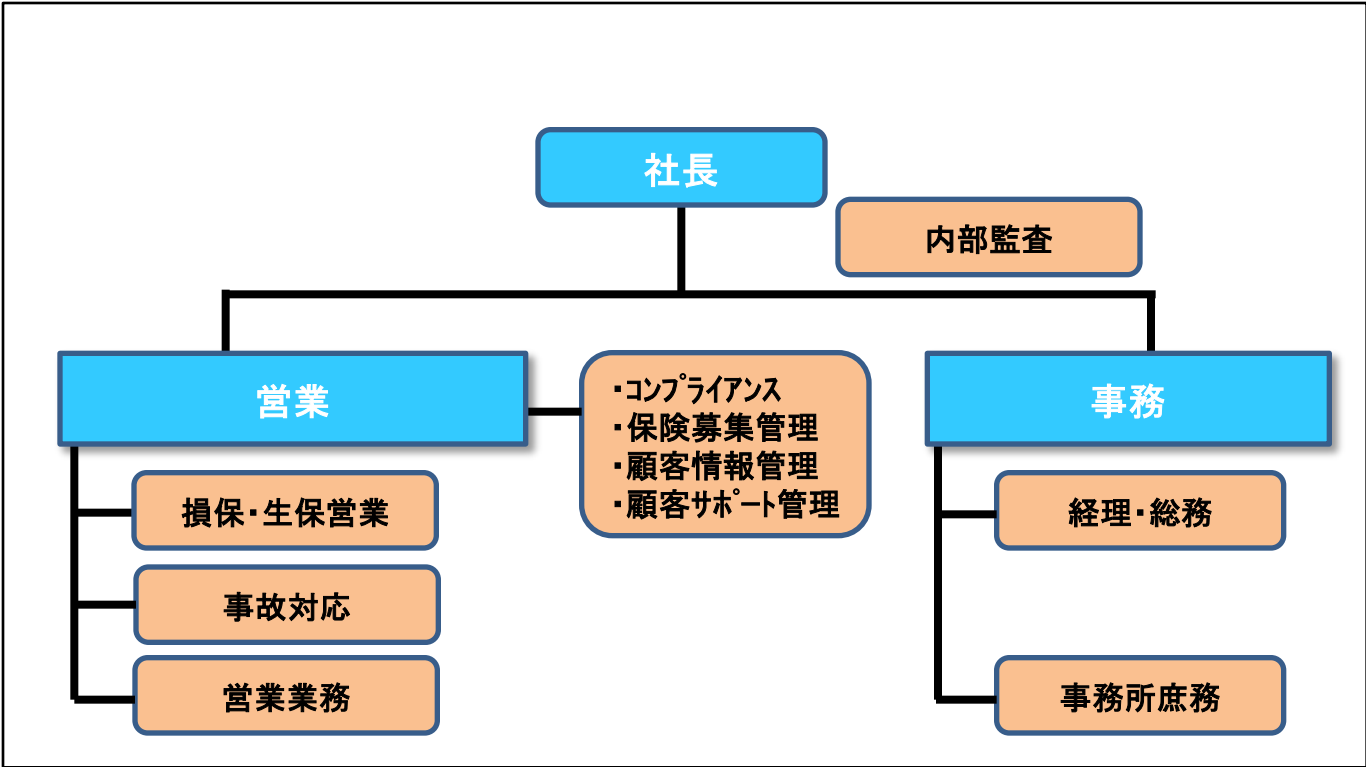 社長
内部監査
営業
・コンプライアンス
・保険募集管理
・顧客情報管理
・顧客サポート管理
事務
損保・生保営業
事故対応
営業業務
経理・総務
事務所庶務